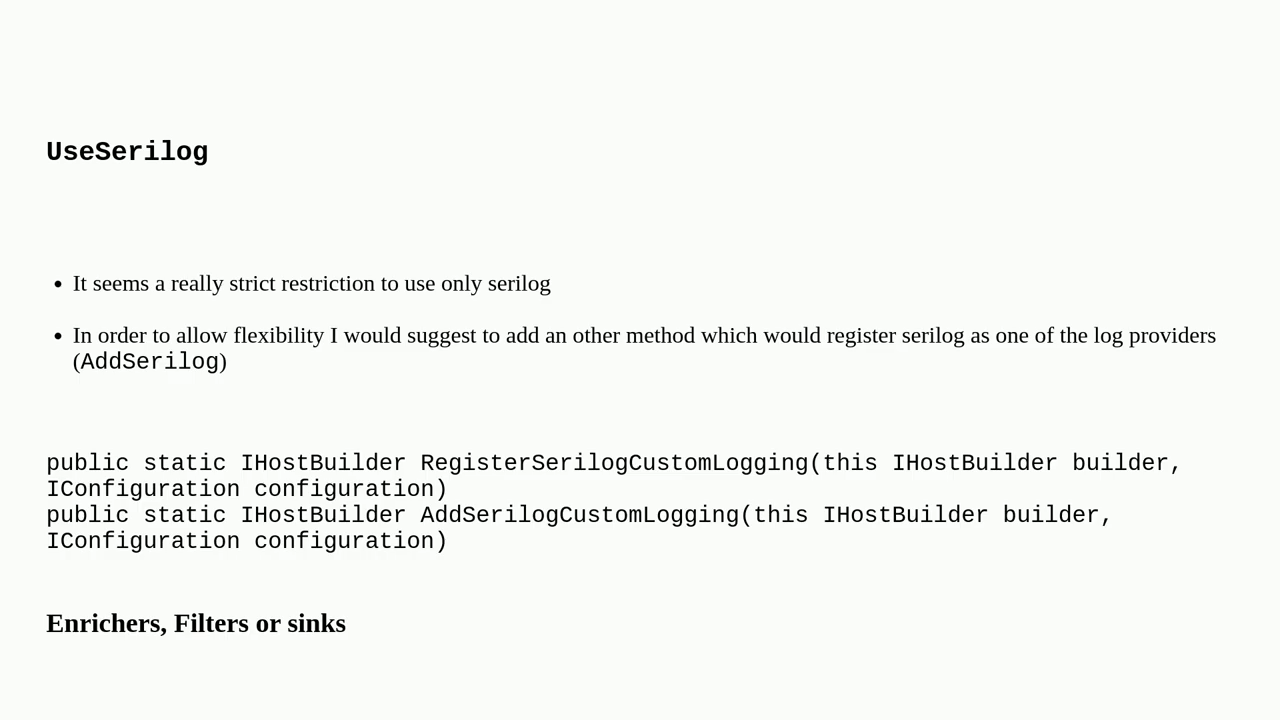 UseSerilog
• It seems a really strict restriction to use only serilog
• In order to allow flexibility I would suggest to add an other method which would register serilog as one of the log providers
(AddSerilog)
public static IHostBuilder RegisterSerilogCustomLogging(this IHostBuilder builder,
IConfiguration configuration)
public static IHostBuilder AddSerilogCustomLogging(this IHostBuilder builder,
IConfiguration configuration)
Enrichers, Filters or sinks